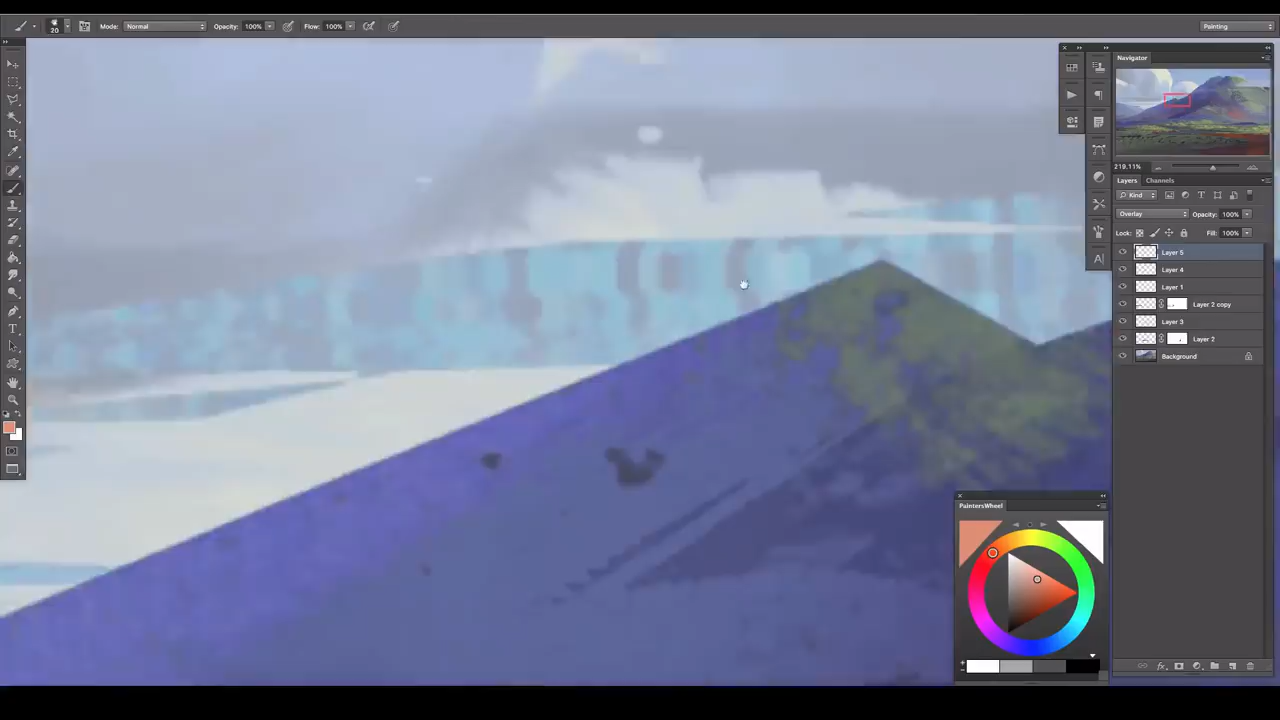 20 Mode: Normal Opacity: 100% Flow: 100% Painting
Navigator
219.11%
Layers Channels
Kind
Overlay Opacity: 100%
Lock: Fill: 100%
Layer 5
Layer 4
Layer 1
Layer 2 copy
Layer 3
Layer 2
Background
PaintersWheel